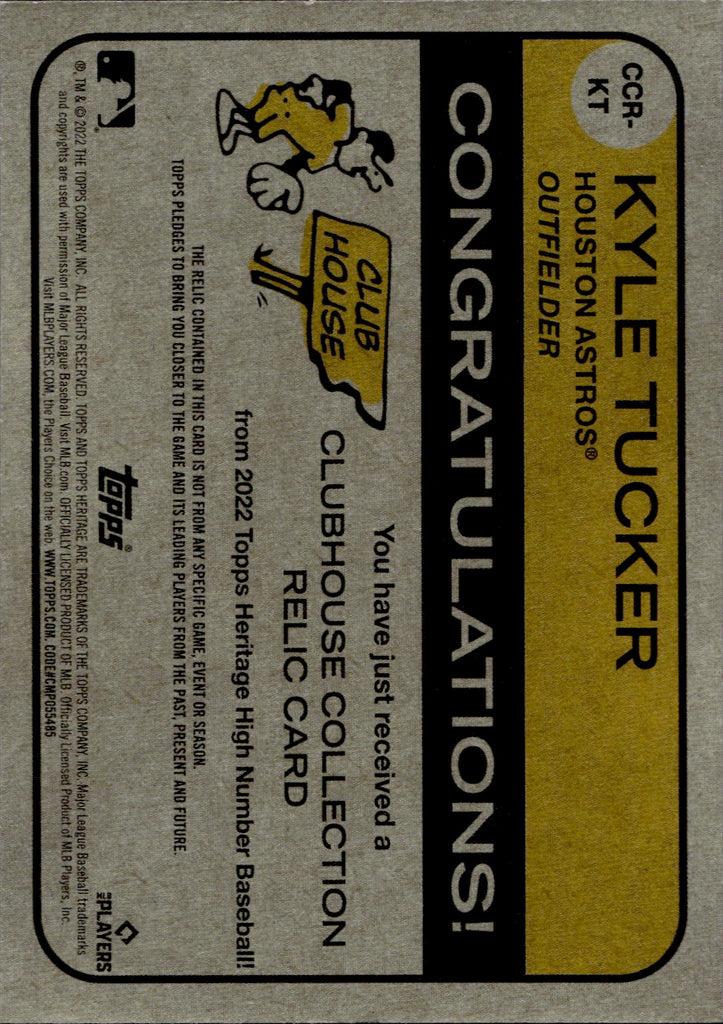 CCR-
KT
KYLE TUCKER
HOUSTON ASTROS®
OUTFIELDER
CONGRATULATIONS!
CLUB
HOUSE
You have just received a
CLUBHOUSE COLLECTION
RELIC CARD
from 2022 Topps Heritage High Number Baseball!
THE RELIC CONTAINED IN THIS CARD IS NOT FROM ANY SPECIFIC GAME, EVENT OR SEASON.
TOPPS PLEDGES TO BRING YOU CLOSER TO THE GAME AND ITS LEADING PLAYERS FROM THE PAST, PRESENT AND FUTURE.
topps®
MLB PLAYERS
®, TM & © 2022 THE TOPPS COMPANY, INC. ALL RIGHTS RESERVED. TOPPS AND TOPPS HERITAGE ARE TRADEMARKS OF THE TOPPS COMPANY, INC. Major League Baseball trademarks
and copyrights are used with permission of Major League Baseball. Visit MLB.com. OFFICIALLY LICENSED PRODUCT OF MLB. Officially Licensed Product of MLB Players, Inc.
Visit MLBPLAYERS.COM, the Players Choice on the web. WWW.TOPPS.COM. CODE#CMP055485